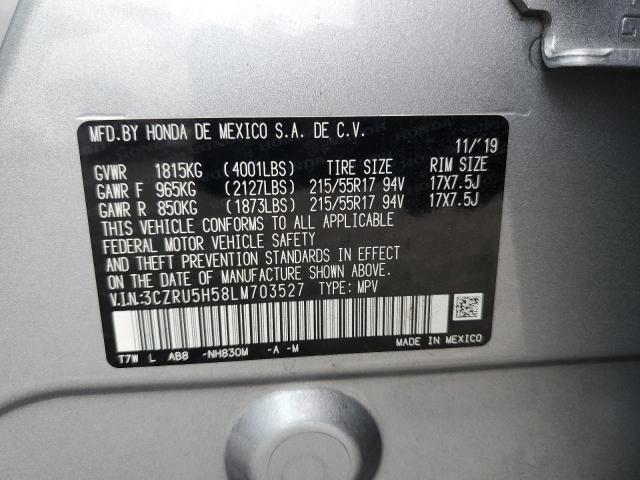 MFD.BY HONDA DE MEXICO S.A. DE C.V.
11/'19
GVWR 1815KG (4001LBS) TIRE SIZE RIM SIZE
GAWR F 965KG (2127LBS) 215/55R17 94V 17X7.5J
GAWR R 850KG (1873LBS) 215/55R17 94V 17X7.5J
THIS VEHICLE CONFORMS TO ALL APPLICABLE
FEDERAL MOTOR VEHICLE SAFETY
AND THEFT PREVENTION STANDARDS IN EFFECT
ON THE DATE OF MANUFACTURE SHOWN ABOVE.
V.I.N:3CZRU5H58LM703527 TYPE: MPV
T7W L AB8 -NH830M -A -M MADE IN MEXICO